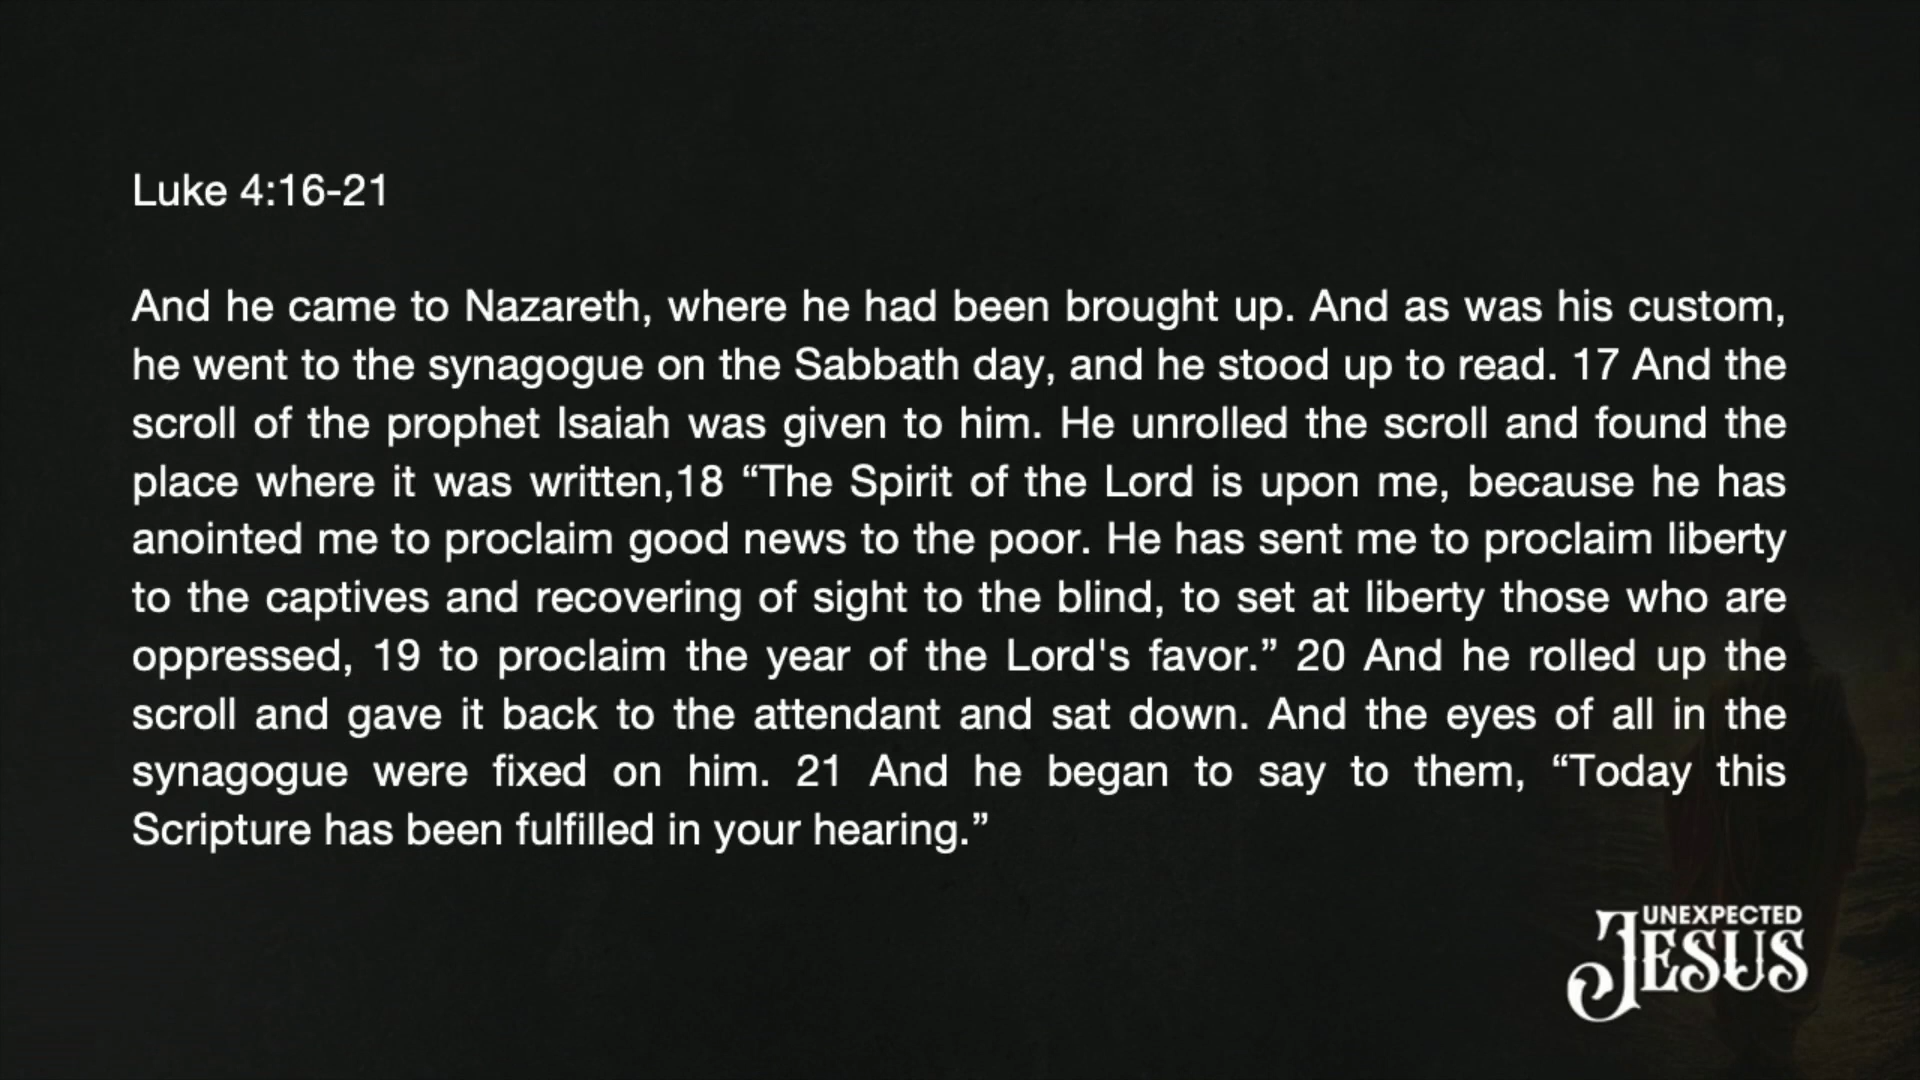 Luke 4:16-21
And he came to Nazareth, where he had been brought up. And as was his custom,
he went to the synagogue on the Sabbath day, and he stood up to read. 17 And the
scroll of the prophet Isaiah was given to him. He unrolled the scroll and found the
place where it was written,18 “The Spirit of the Lord is upon me, because he has
anointed me to proclaim good news to the poor. He has sent me to proclaim liberty
to the captives and recovering of sight to the blind, to set at liberty those who are
oppressed, 19 to proclaim the year of the Lord's favor.” 20 And he rolled up the
scroll and gave it back to the attendant and sat down. And the eyes of all in the
synagogue were fixed on him. 21 And he began to say to them, “Today this
Scripture has been fulfilled in your hearing.”
UNEXPECTED
JESUS